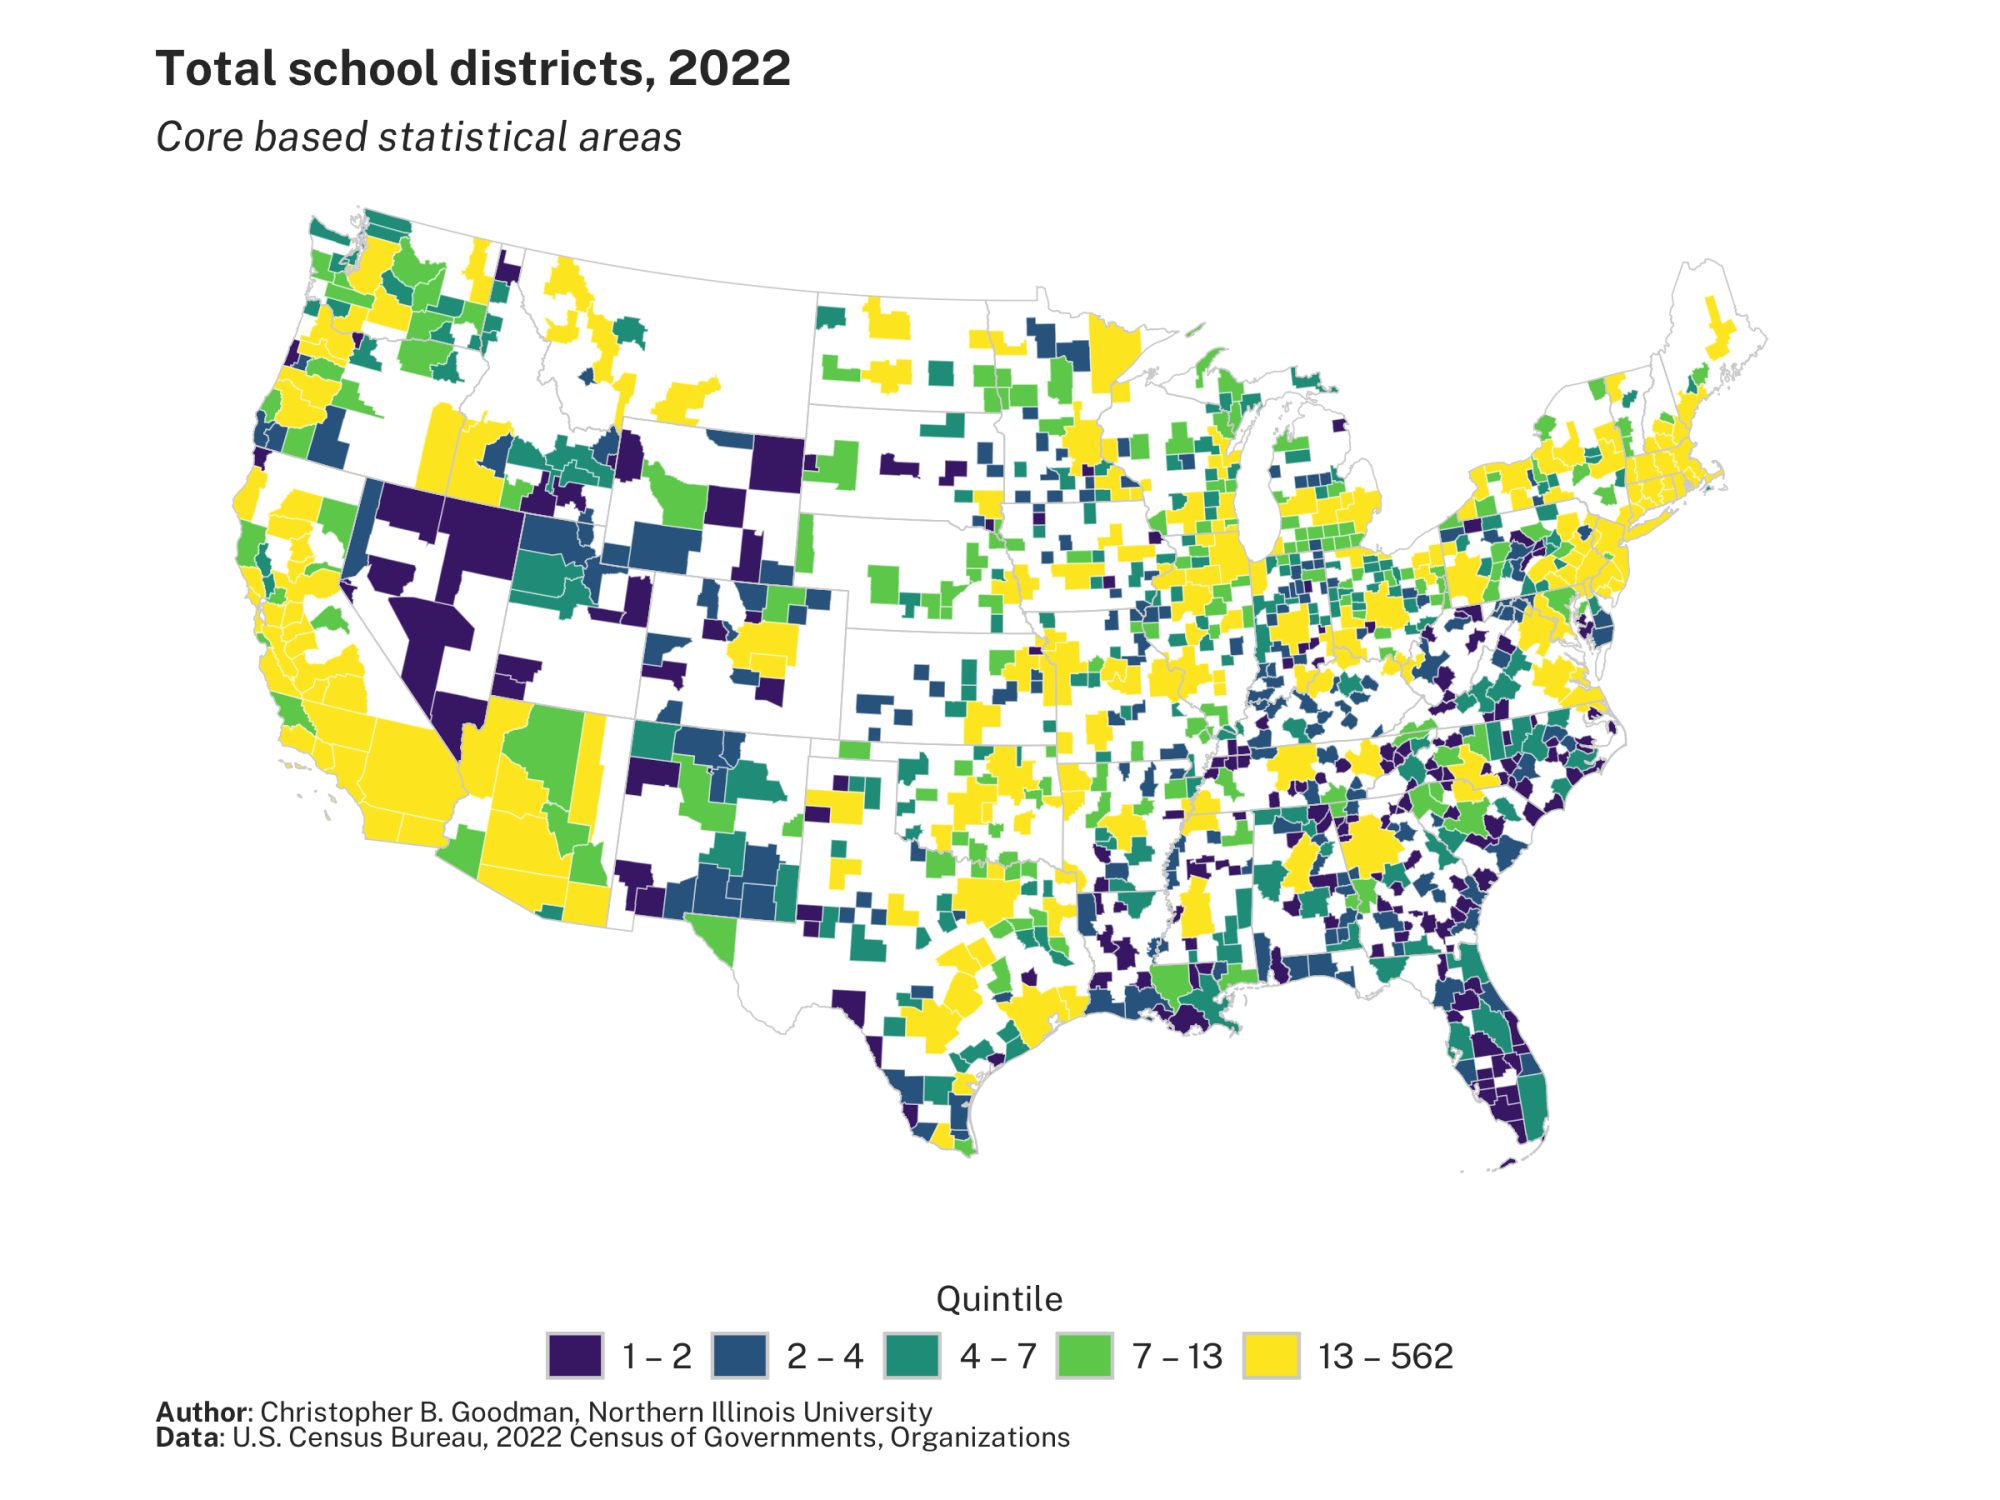 Total school districts, 2022
Core based statistical areas
Quintile
1 – 2 2 – 4 4 – 7 7 – 13 13 – 562
Author: Christopher B. Goodman, Northern Illinois University
Data: U.S. Census Bureau, 2022 Census of Governments, Organizations